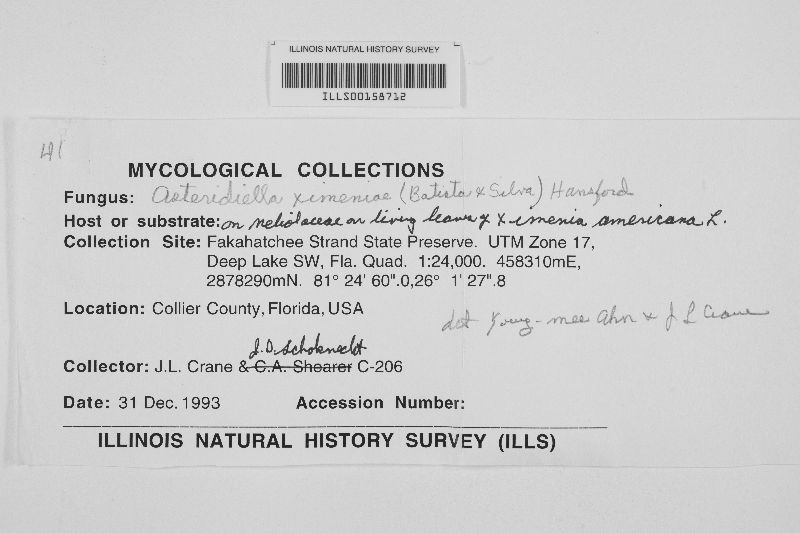 ILLINOIS NATURAL HISTORY SURVEY
ILLS00158712
41
MYCOLOGICAL COLLECTIONS
Fungus: Asteridiella ximeniae (Batista & Silva) Hansford
Host or substrate: on Meliolaceae on living leaves of Ximenia americana L.
Collection Site: Fakahatchee Strand State Preserve. UTM Zone 17,
Deep Lake SW, Fla. Quad. 1:24,000. 458310mE,
2878290mN. 81° 24' 60".0,26° 1' 27".8
Location: Collier County, Florida, USA
det Young-mee Ahn & J L Crane
J.D. Schoknecht
Collector: J.L. Crane & C.A. Shearer C-206
Date: 31 Dec. 1993 Accession Number:
ILLINOIS NATURAL HISTORY SURVEY (ILLS)